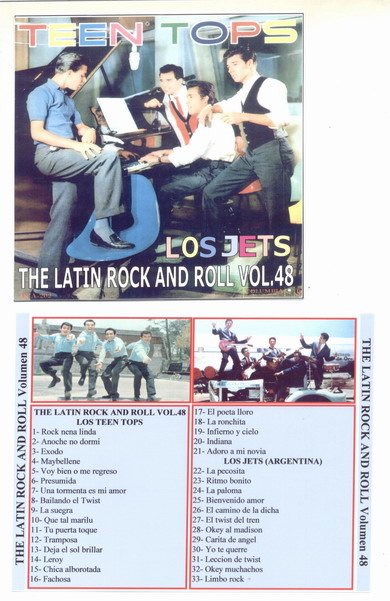 TEEN TOPS
LOS JETS
THE LATIN ROCK AND ROLL VOL.48
THE LATIN ROCK AND ROLL Volumen 48
THE LATIN ROCK AND ROLL VOL.48
LOS TEEN TOPS
1- Rock nena linda
2- Anoche no dormi
3- Exodo
4- Maybellene
5- Voy bien o me regreso
6- Presumida
7- Una tormenta es mi amor
8- Bailando el Twist
9- La suegra
10- Que tal marilu
11- Tu puerta toque
12- Tramposa
13- Deja el sol brillar
14- Leroy
15- Chica alborotada
16- Fachosa
17- El poeta lloro
18- La ronchita
19- Infierno y cielo
20- Indiana
21- Adoro a mi novia
LOS JETS (ARGENTINA)
22- La pecosita
23- Ritmo bonito
24- La paloma
25- Bienvenido amor
26- El camino de la dicha
27- El twist del tren
28- Okey al madison
29- Carita de angel
30- Yo te querre
31- Leccion de twist
32- Okey muchachos
33- Limbo rock
THE LATIN ROCK AND ROLL Volumen 48